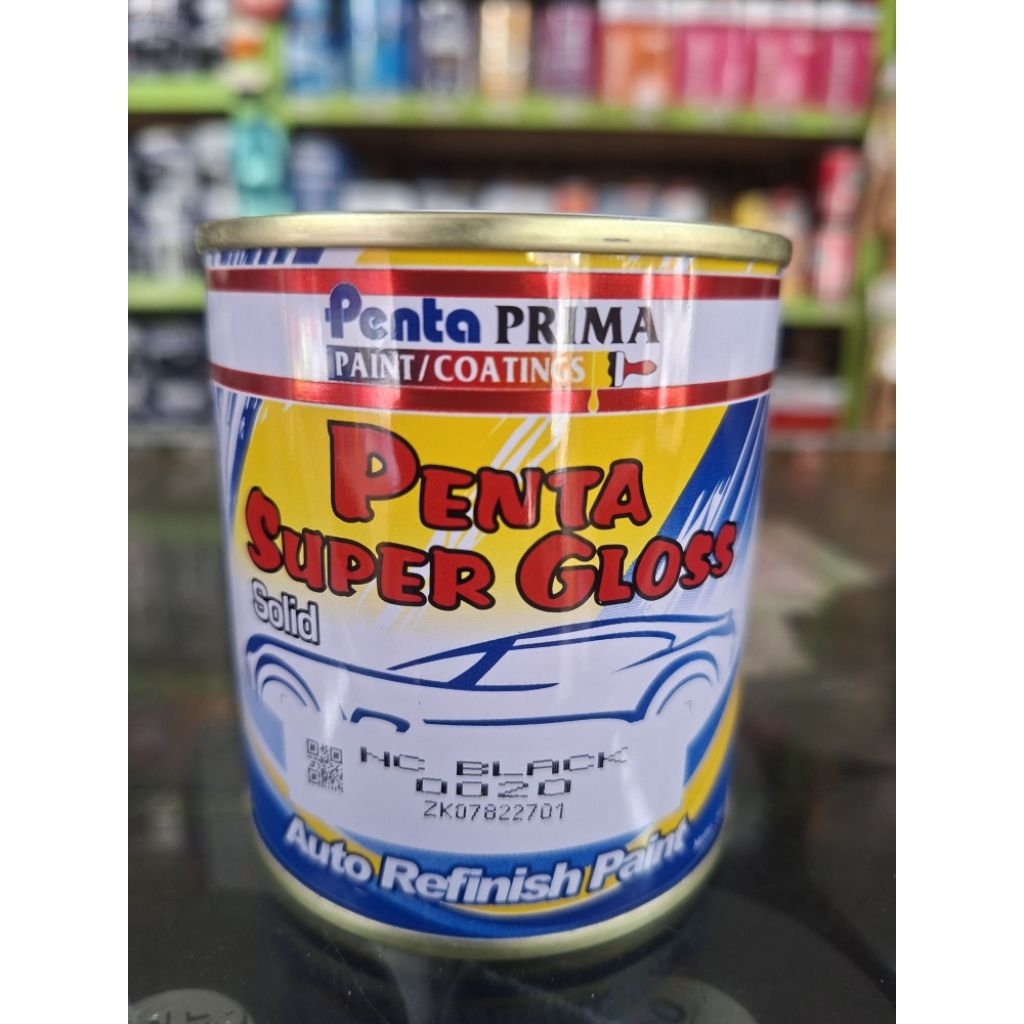 Penta PRIMA
PAINT/COATINGS
PENTA
SUPER GLOSS
Solid
NC BLACK
0020
ZK07822701
Auto Refinish Paint